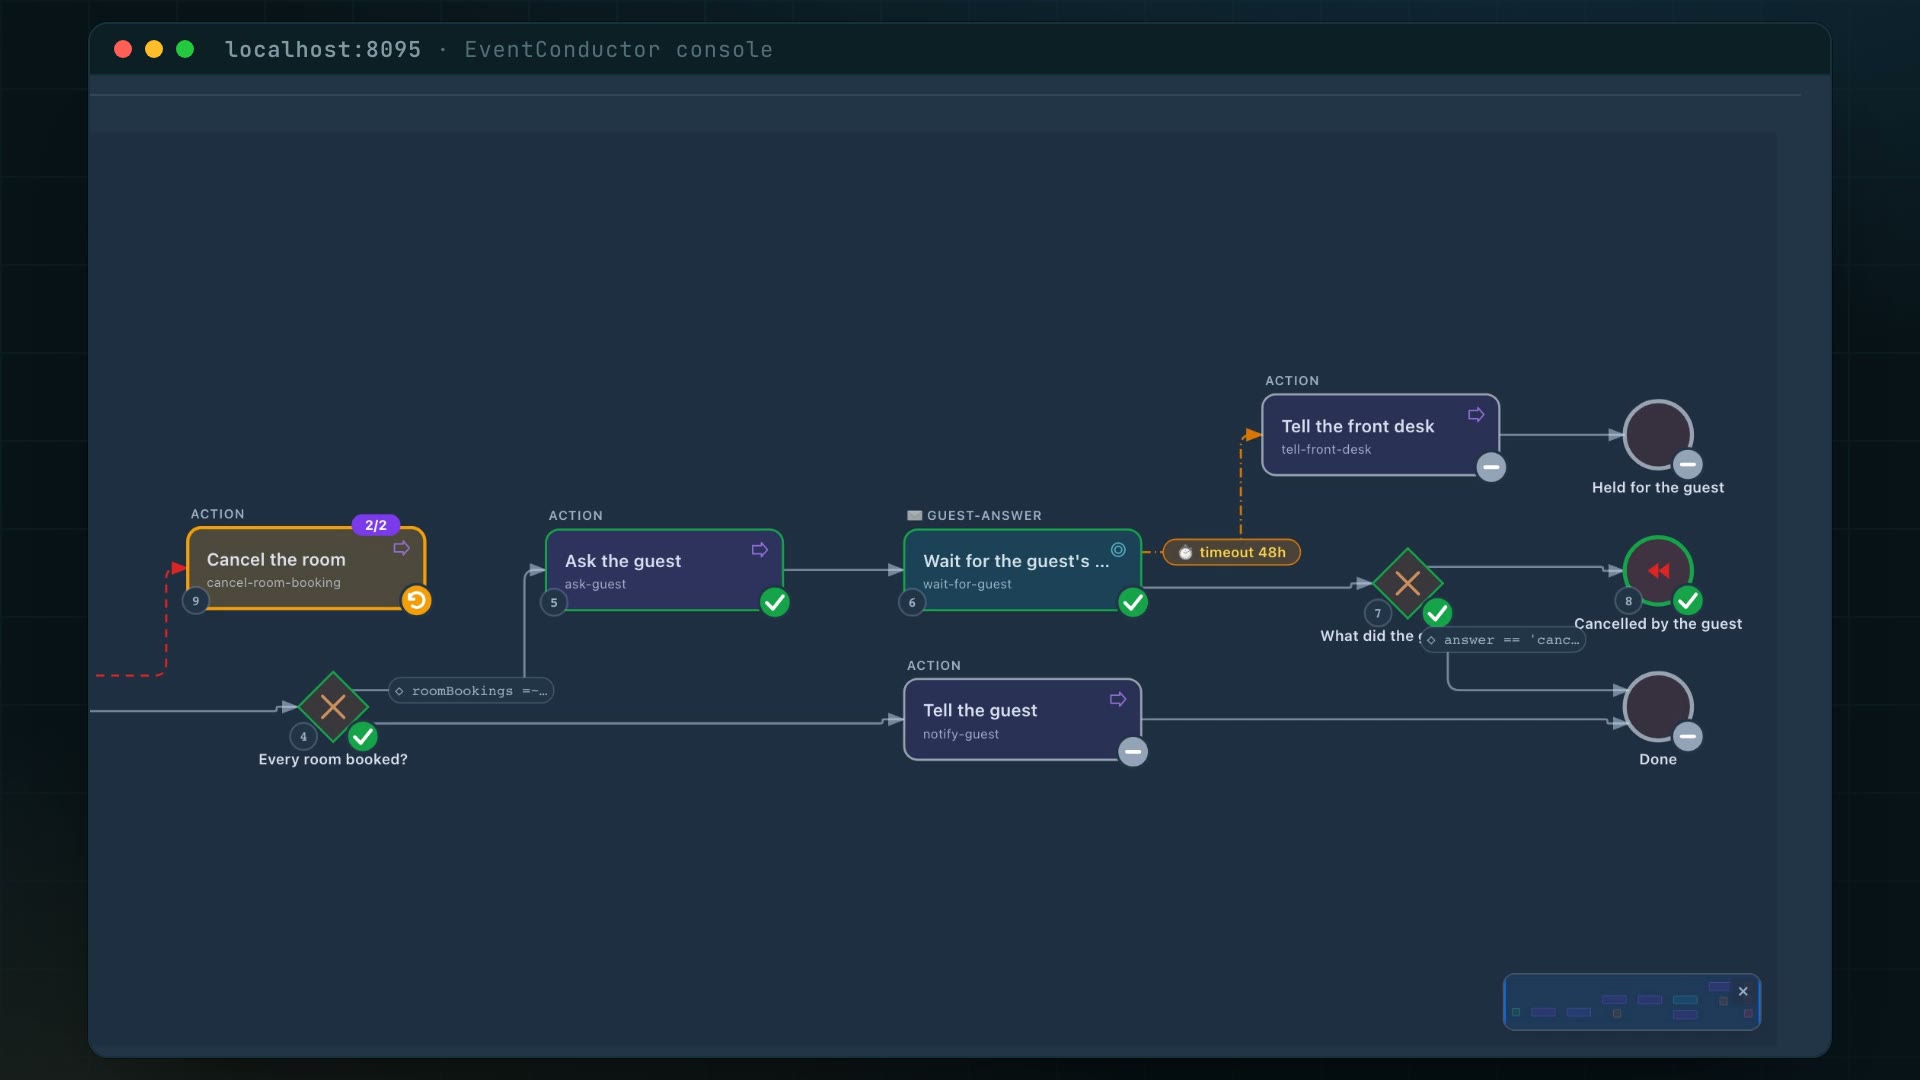 localhost:8095 · EventConductor console
ACTION
Tell the front desk
tell-front-desk
Held for the guest
ACTION
2/2
Cancel the room
cancel-room-booking
9
ACTION
Ask the guest
ask-guest
5
GUEST-ANSWER
Wait for the guest's ...
wait-for-guest
6
timeout 48h
7
What did the g
answer == 'canc…
8
Cancelled by the guest
roomBookings =~…
4
Every room booked?
ACTION
Tell the guest
notify-guest
Done